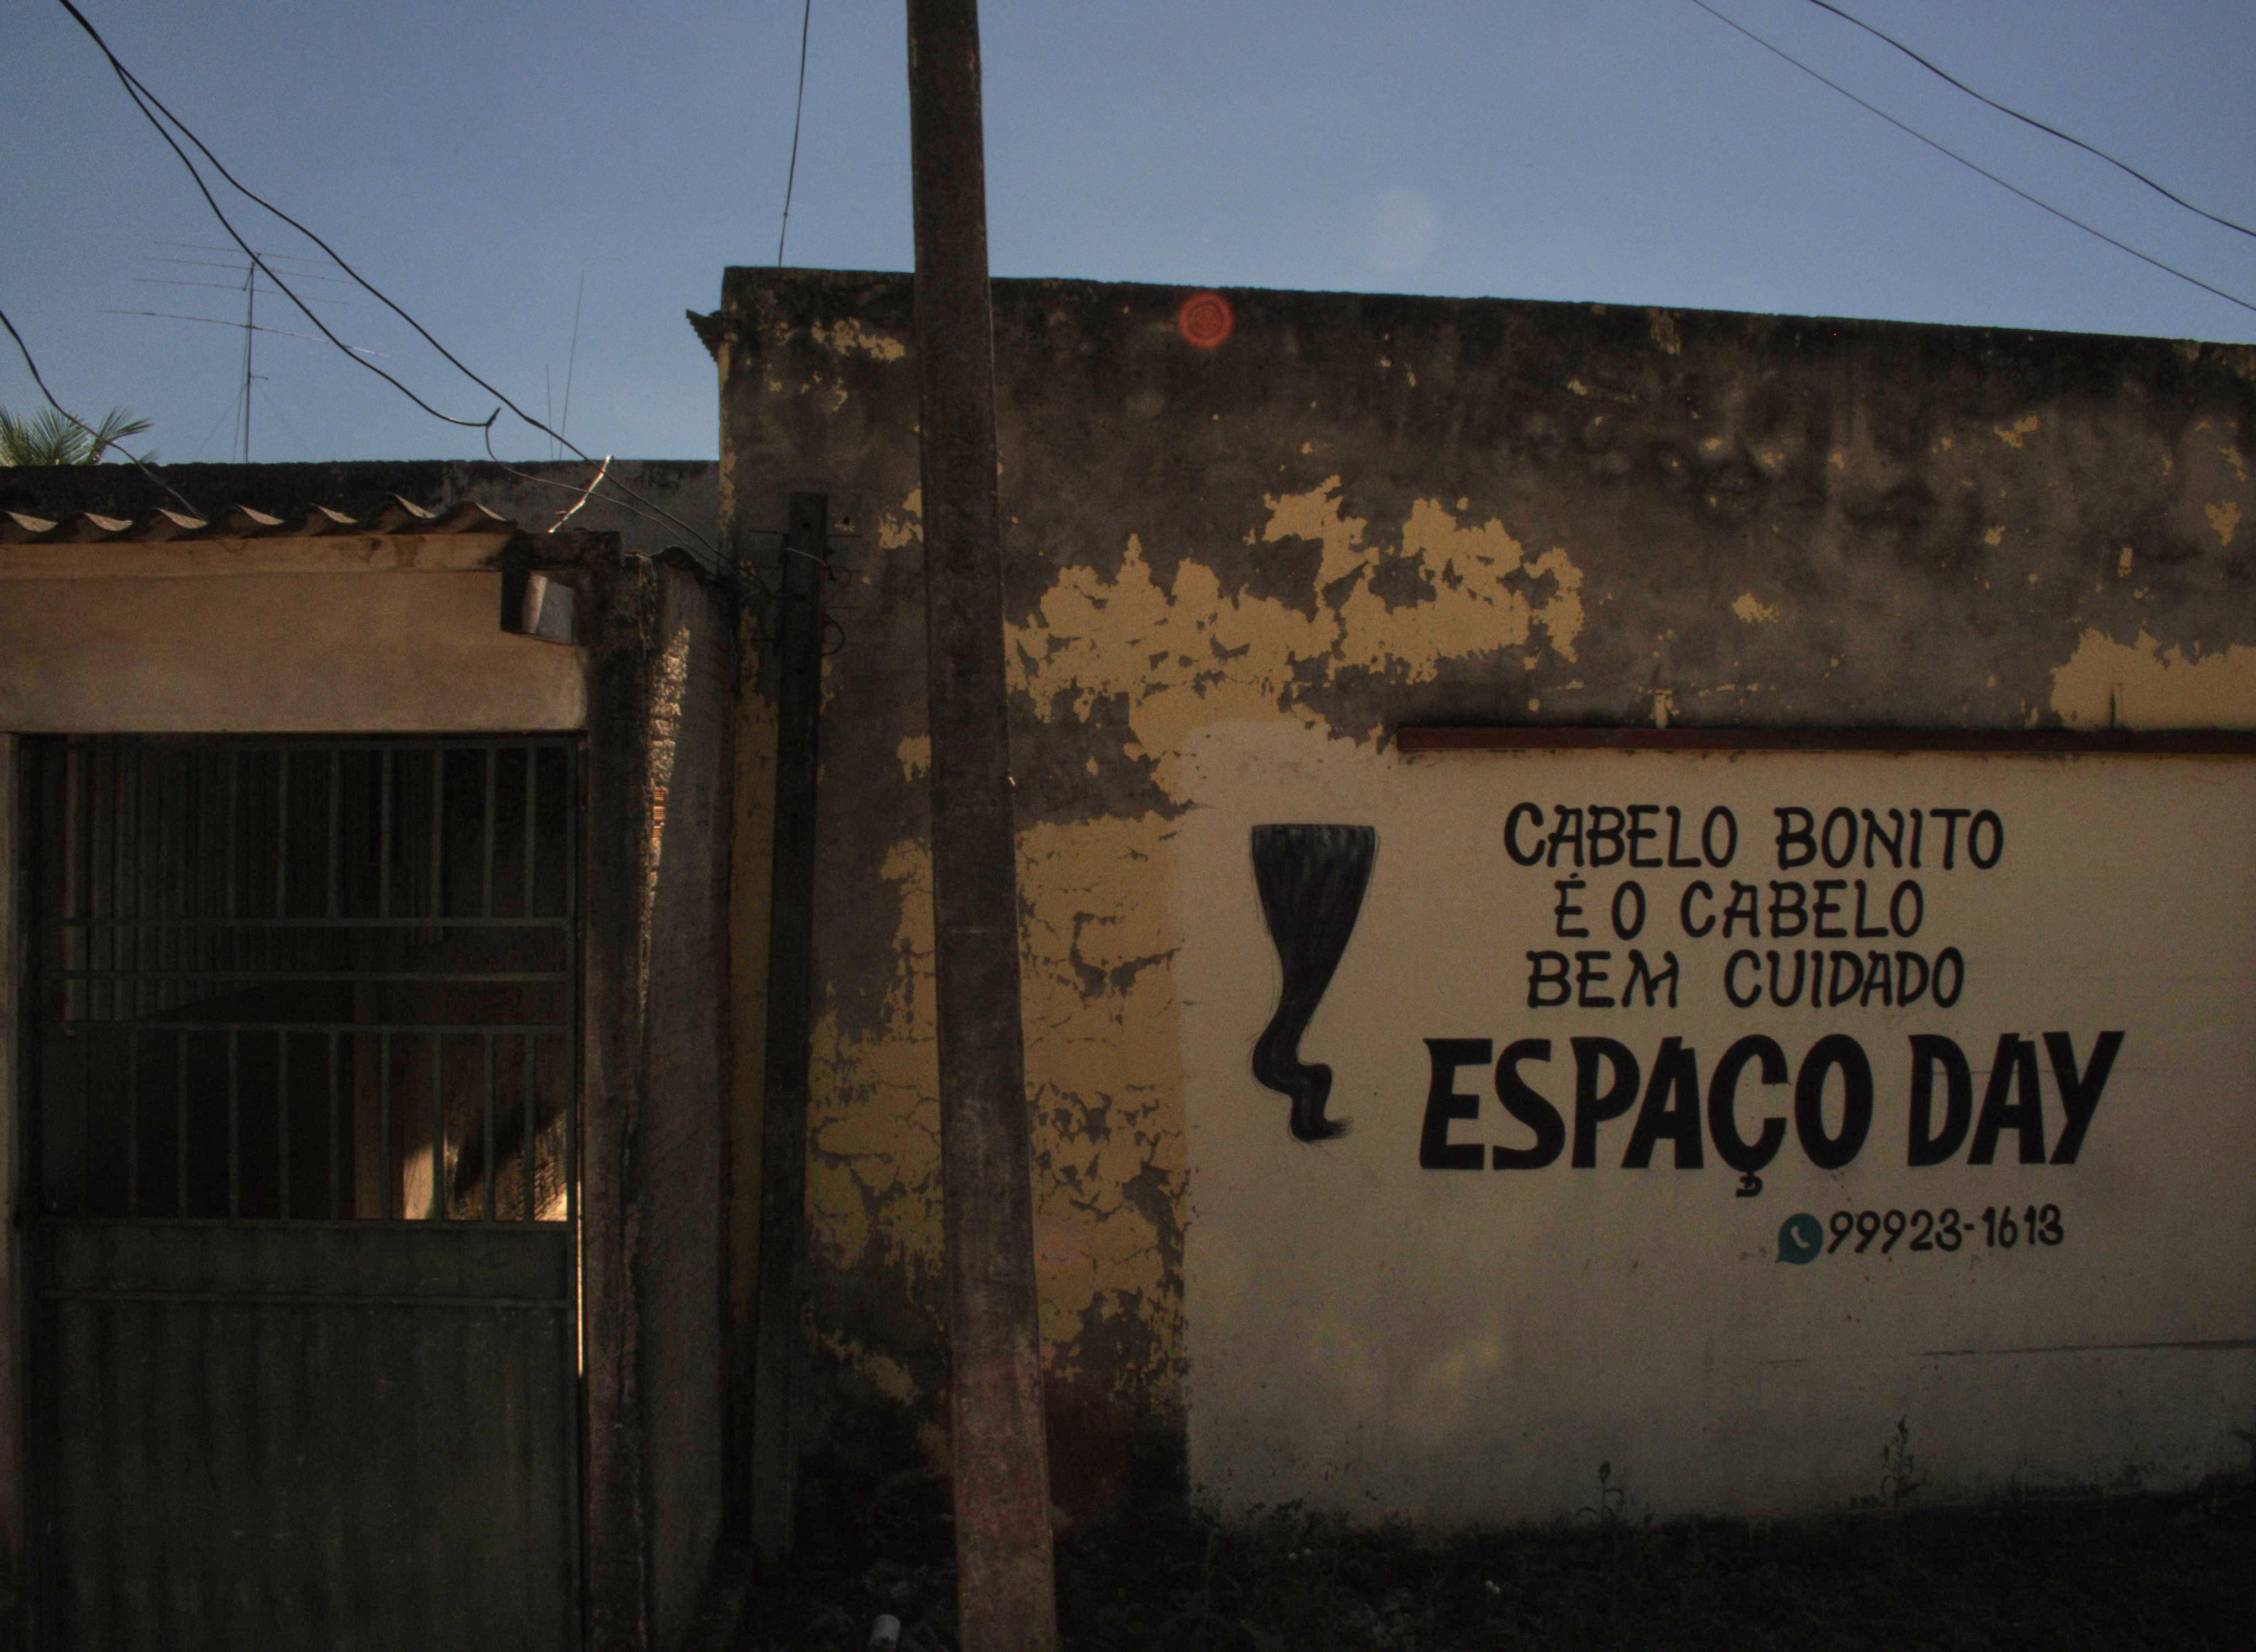 CABELO BONITO
É O CABELO
BEM CUIDADO
ESPAÇO DAY
99923-1613